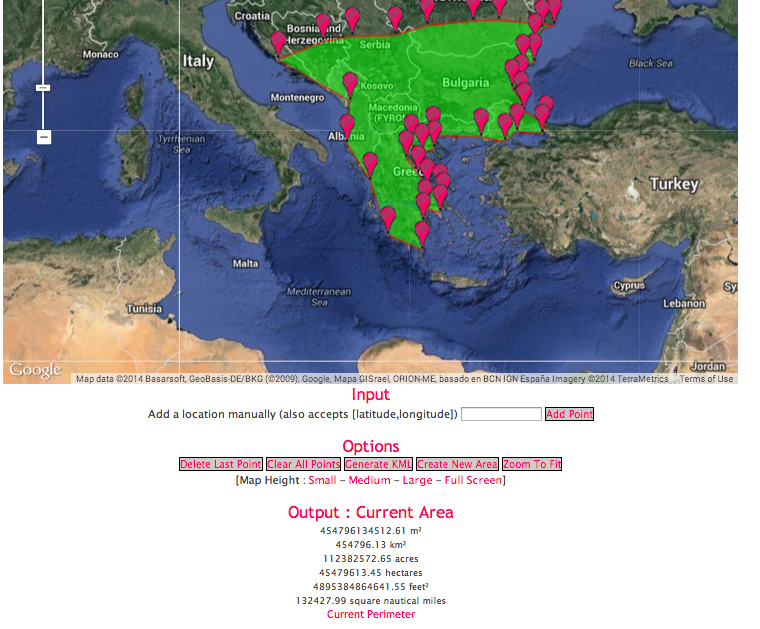 Croatia
Bosnia and
Herzegovina
Serbia
Monaco
Italy
Black Sea
Kosovo
Bulgaria
Montenegro
Macedonia
(FYROM)
Albania
Tyrrhenian
Sea
Greece
Turkey
Malta
Mediterranean
Sea
Cyprus
Lebanon
Sy
Tunisia
Jordan
Google
Map data ©2014 Basarsoft, GeoBasis-DE/BKG (©2009), Google, Mapa GISrael, ORION-ME, basado en BCN IGN España Imagery ©2014 TerraMetrics Terms of Use
Input
Add a location manually (also accepts [latitude,longitude]) Add Point
Options
Delete Last Point Clear All Points Generate KML Create New Area Zoom To Fit
[Map Height : Small - Medium - Large - Full Screen]
Output : Current Area
454796134512.61 m²
454796.13 km²
112382572.65 acres
45479613.45 hectares
4895384864641.55 feet²
132427.99 square nautical miles
Current Perimeter